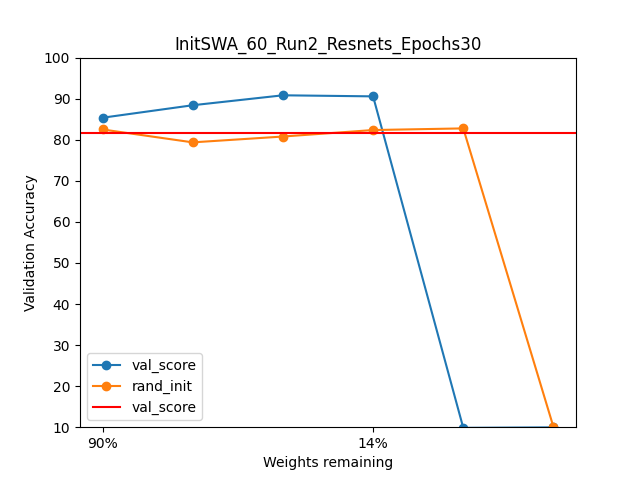 InitSWA_60_Run2_Resnets_Epochs30
100
90
80
70
60
50
40
30
20
10
Validation Accuracy
val_score
rand_init
val_score
90%
14%
Weights remaining